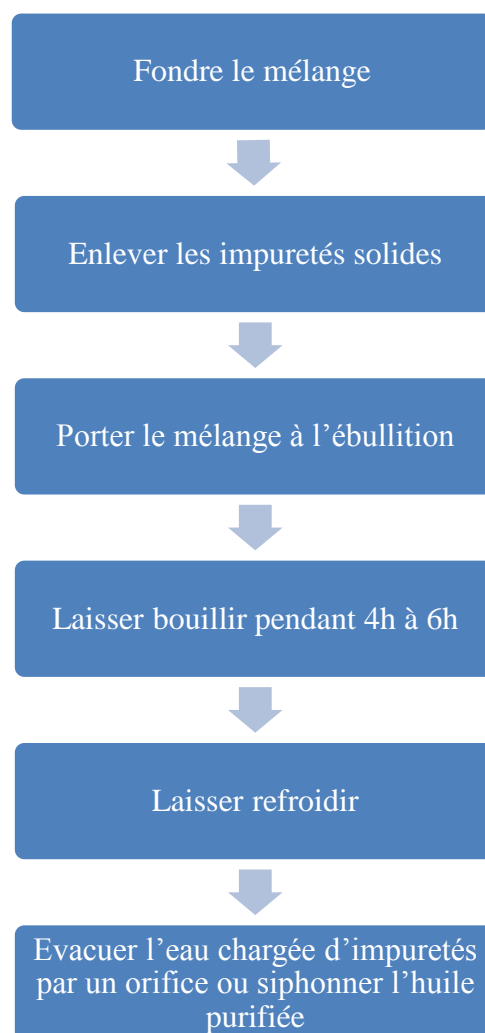 Fondre le mélange
Enlever les impuretés solides
Porter le mélange à l’ébullition
Laisser bouillir pendant 4h à 6h
Laisser refroidir
Evacuer l’eau chargée d’impuretés
par un orifice ou siphonner l’huile
purifiée